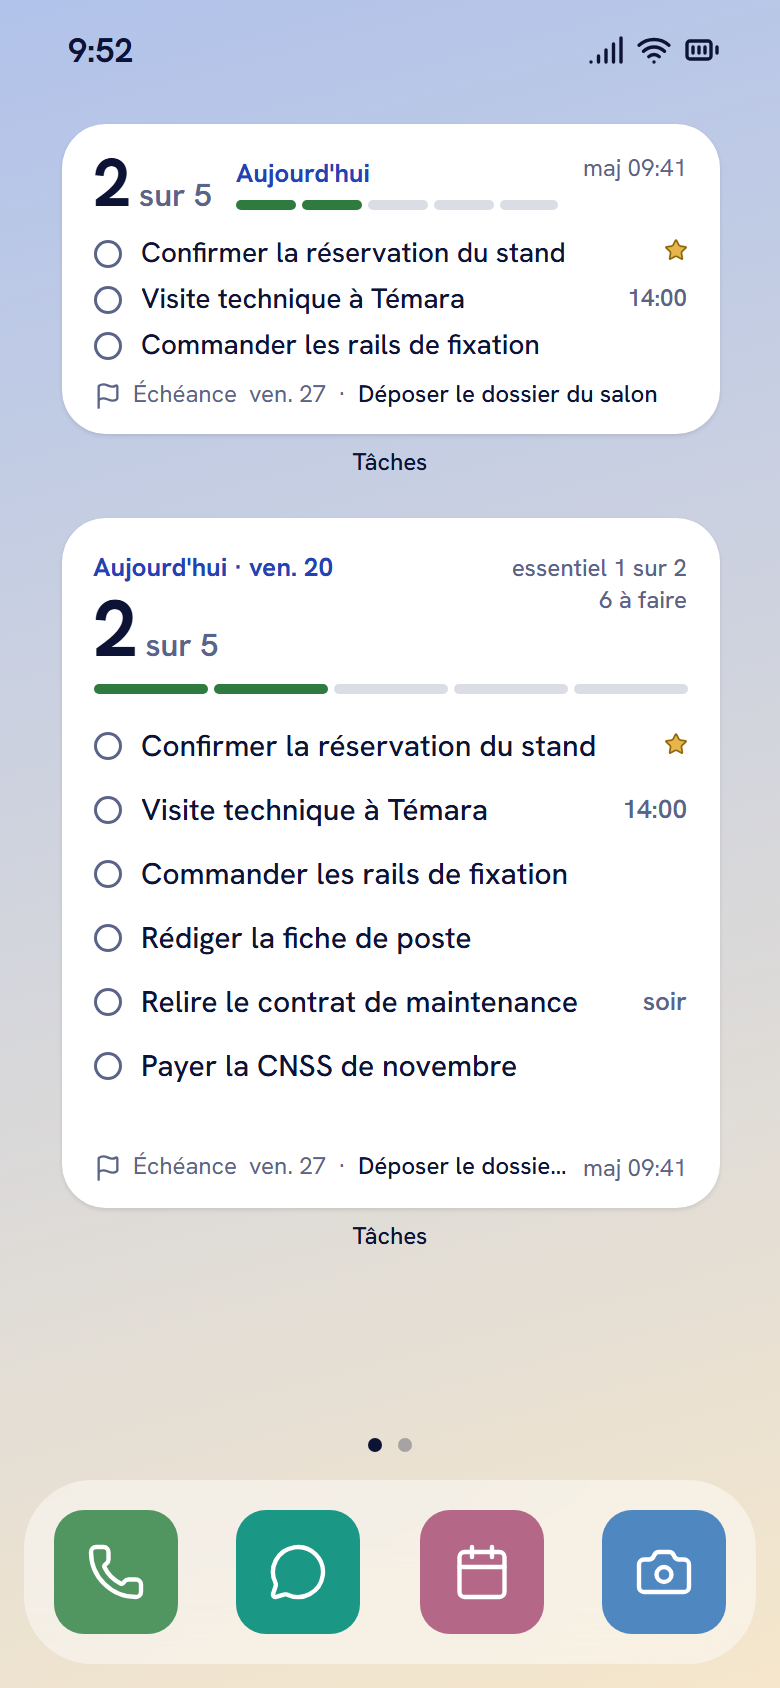 9:52
2 sur 5
Aujourd'hui
maj 09:41
Confirmer la réservation du stand
Visite technique à Témara 14:00
Commander les rails de fixation
Échéance ven. 27 · Déposer le dossier du salon
Tâches
Aujourd'hui · ven. 20
essentiel 1 sur 2
6 à faire
2 sur 5
Confirmer la réservation du stand
Visite technique à Témara 14:00
Commander les rails de fixation
Rédiger la fiche de poste
Relire le contrat de maintenance soir
Payer la CNSS de novembre
Échéance ven. 27 · Déposer le dossie... maj 09:41
Tâches